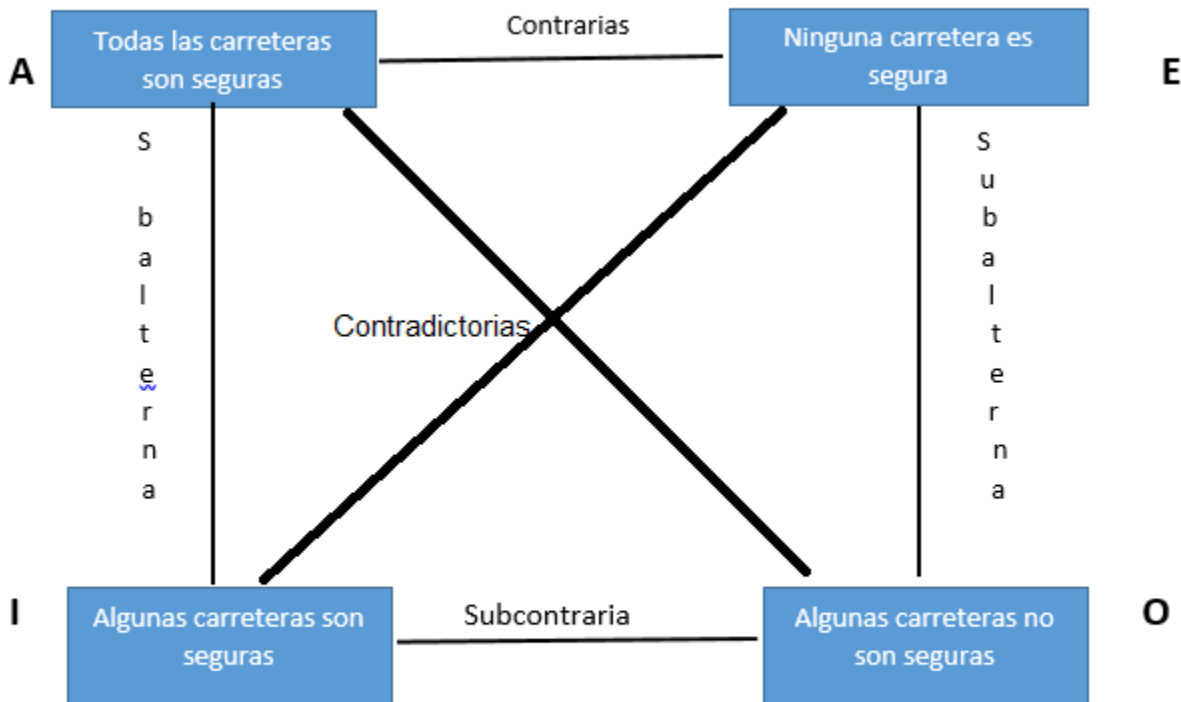 Todas las carreteras
son seguras
Contrarias
Ninguna carretera es
segura
A
E
S
b
a
l
t
e
r
n
a
S
u
b
a
l
t
e
r
n
a
Contradictorias
I
Algunas carreteras son
seguras
Subcontraria
Algunas carreteras no
son seguras
O